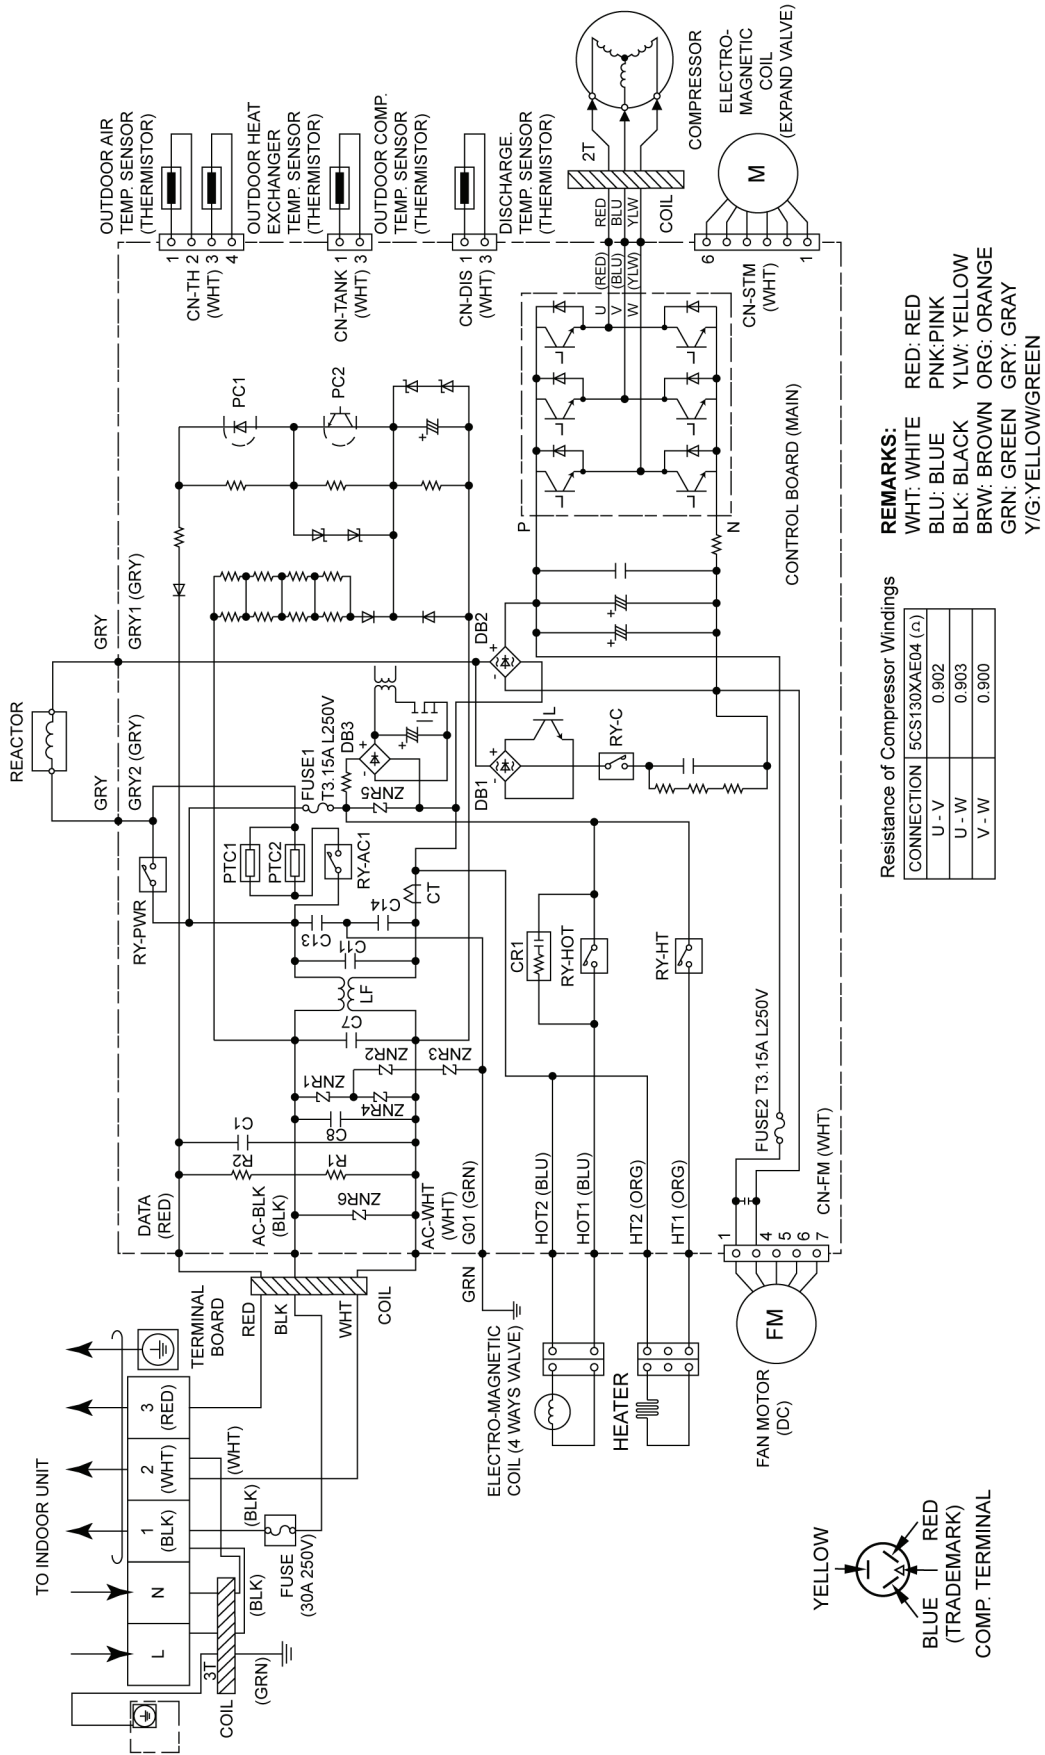 REACTOR
GRY
GRY
GRY2 (GRY)
GRY1 (GRY)
OUTDOOR AIR
TEMP. SENSOR
(THERMISTOR)
OUTDOOR HEAT
EXCHANGER
TEMP. SENSOR
(THERMISTOR)
OUTDOOR COMP.
TEMP. SENSOR
(THERMISTOR)
DISCHARGE.
TEMP. SENSOR
(THERMISTOR)
1
CN-TH 2
(WHT) 3
4
CN-TANK 1
(WHT) 3
CN-DIS 1
(WHT) 3
2T
COMPRESSOR
ELECTRO-
MAGNETIC
COIL
(EXPAND VALVE)
RED
BLU
YLW
COIL
M
6
1
CN-STM
(WHT)
U (RED)
V (BLU)
W (YLW)
PC1
PC2
P
N
CONTROL BOARD (MAIN)
RY-PWR
PTC1
PTC2
RY-AC1
FUSE1
T3.15A L250V
DB3
+
-
+
ZNR5
DB2
+
-
DB1
+
-
L
RY-C
+
+
+
C13
C14
CT
C11
LF
C7
ZNR1
ZNR2
ZNR3
ZNR4
C8
C1
R2
R1
ZNR6
CR1
RY-HOT
RY-HT
FUSE2 T3.15A L250V
DATA
(RED)
AC-BLK
(BLK)
AC-WHT
(WHT)
G01 (GRN)
HOT2 (BLU)
HOT1 (BLU)
HT2 (ORG)
HT1 (ORG)
CN-FM (WHT)
1
4
5
6
7
FM
FAN MOTOR
(DC)
TO INDOOR UNIT
L
N
1
(BLK)
2
(WHT)
3
(RED)
TERMINAL
BOARD
RED
BLK
WHT
COIL
GRN
(WHT)
(BLK)
(BLK)
FUSE
(30A 250V)
3T
COIL
(GRN)
ELECTRO-MAGNETIC
COIL (4 WAYS VALVE)
HEATER
YELLOW
BLUE
RED
(TRADEMARK)
COMP. TERMINAL
Resistance of Compressor Windings
CONNECTION 5CS130XAE04 (Ω)
U - V 0.902
U - W 0.903
V - W 0.900
REMARKS:
WHT: WHITE RED: RED
BLU: BLUE PNK:PINK
BLK: BLACK YLW: YELLOW
BRW: BROWN ORG: ORANGE
GRN: GREEN GRY: GRAY
Y/G:YELLOW/GREEN